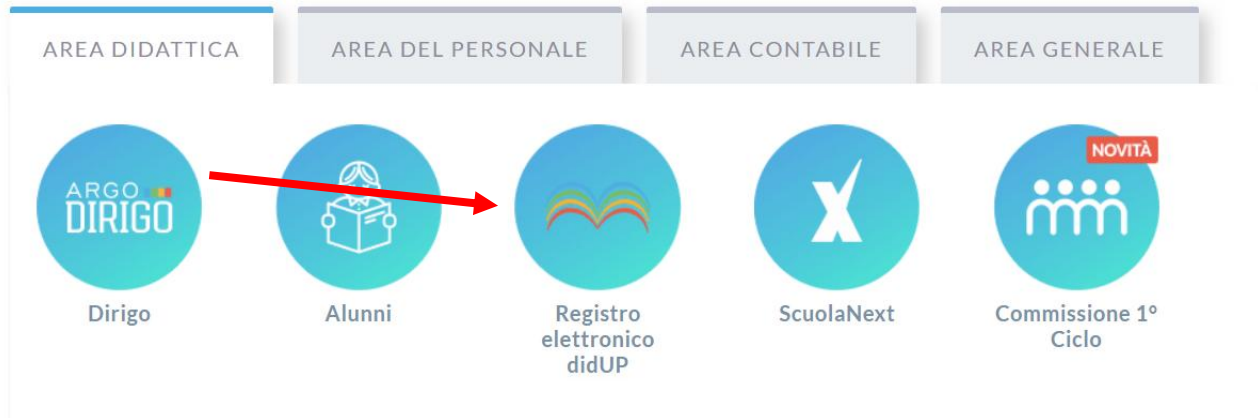 AREA DIDATTICA
AREA DEL PERSONALE
AREA CONTABILE
AREA GENERALE
ARGO
DIRIGO
NOVITÀ
Dirigo
Alunni
Registro
elettronico
didUP
ScuolaNext
Commissione 1°
Ciclo